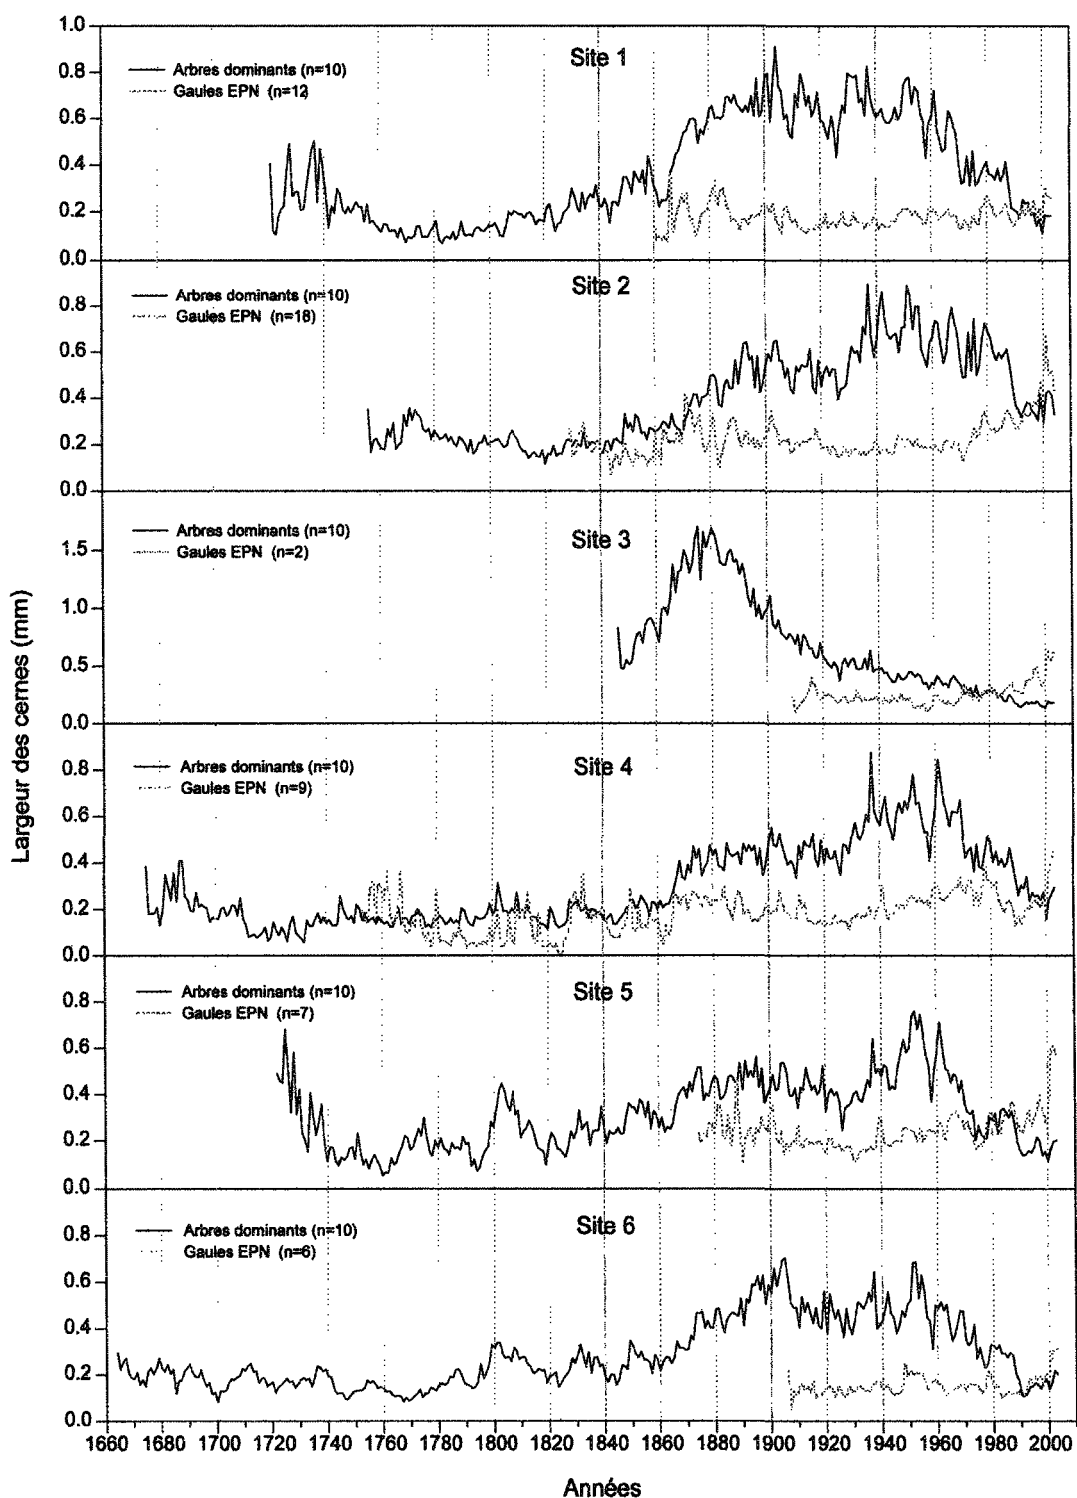 1.0
Site 1
Arbres dominants (n=10)
Gaules EPN (n=12)
0.8
0.6
0.4
0.2
0.0
Site 2
Arbres dominants (n=10)
Gaules EPN (n=18)
0.8
0.6
0.4
0.2
0.0
Site 3
Arbres dominants (n=10)
Gaules EPN (n=2)
1.5
1.0
0.5
0.0
Largeur des cernes (mm)
Site 4
Arbres dominants (n=10)
Gaules EPN (n=9)
0.8
0.6
0.4
0.2
0.0
Site 5
Arbres dominants (n=10)
Gaules EPN (n=7)
0.8
0.6
0.4
0.2
0.0
Site 6
Arbres dominants (n=10)
Gaules EPN (n=6)
0.8
0.6
0.4
0.2
0.0
1660 1680 1700 1720 1740 1760 1780 1800 1820 1840 1860 1880 1900 1920 1940 1960 1980 2000
Années